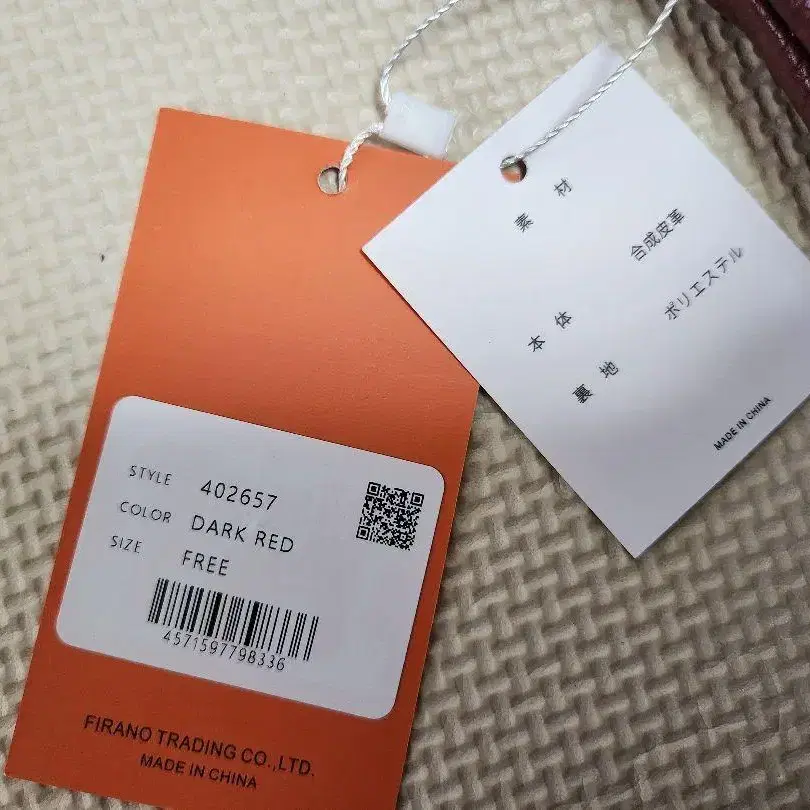 STYLE 402657
COLOR DARK RED
SIZE FREE
4571597798336
FIRANO TRADING CO.,LTD.
MADE IN CHINA
素 材
本 体 合成皮革
裏 地 ポリエステル
MADE IN CHINA